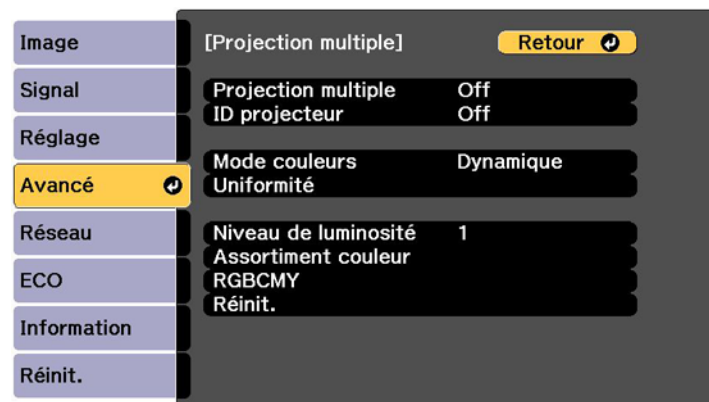 Image
Signal
Réglage
Avancé
Réseau
ECO
Information
Réinit.
[Projection multiple] Retour
Projection multiple Off
ID projecteur Off
Mode couleurs Dynamique
Uniformité
Niveau de luminosité 1
Assortiment couleur
RGBCMY
Réinit.